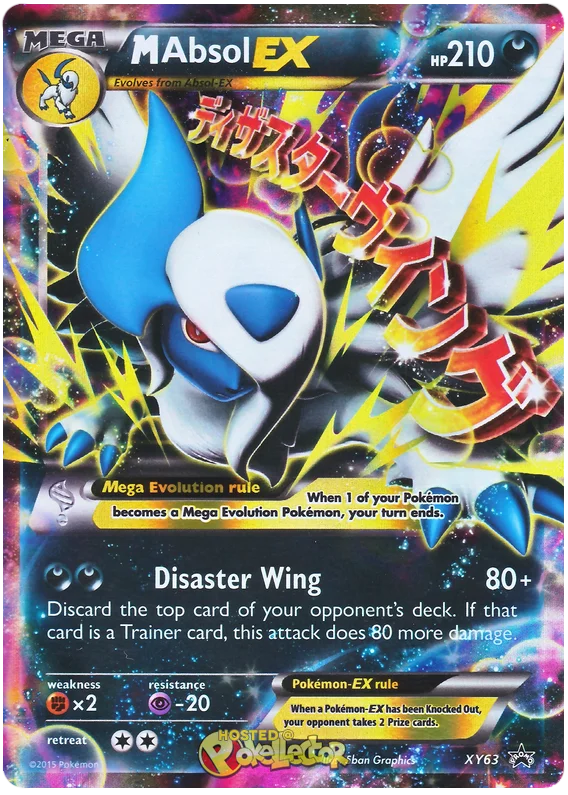 MEGA
M Absol EX
HP210
Evolves from Absol-EX
ディザスターウイング
Mega Evolution rule
When 1 of your Pokémon
becomes a Mega Evolution Pokémon, your turn ends.
Disaster Wing 80+
Discard the top card of your opponent's deck. If that
card is a Trainer card, this attack does 80 more damage.
weakness resistance
×2 -20
Pokémon-EX rule
When a Pokémon-EX has been Knocked Out,
your opponent takes 2 Prize cards.
retreat
HOSTED@
Pokellector
©2015 Pokémon
5ban Graphics
XY63
PROMO